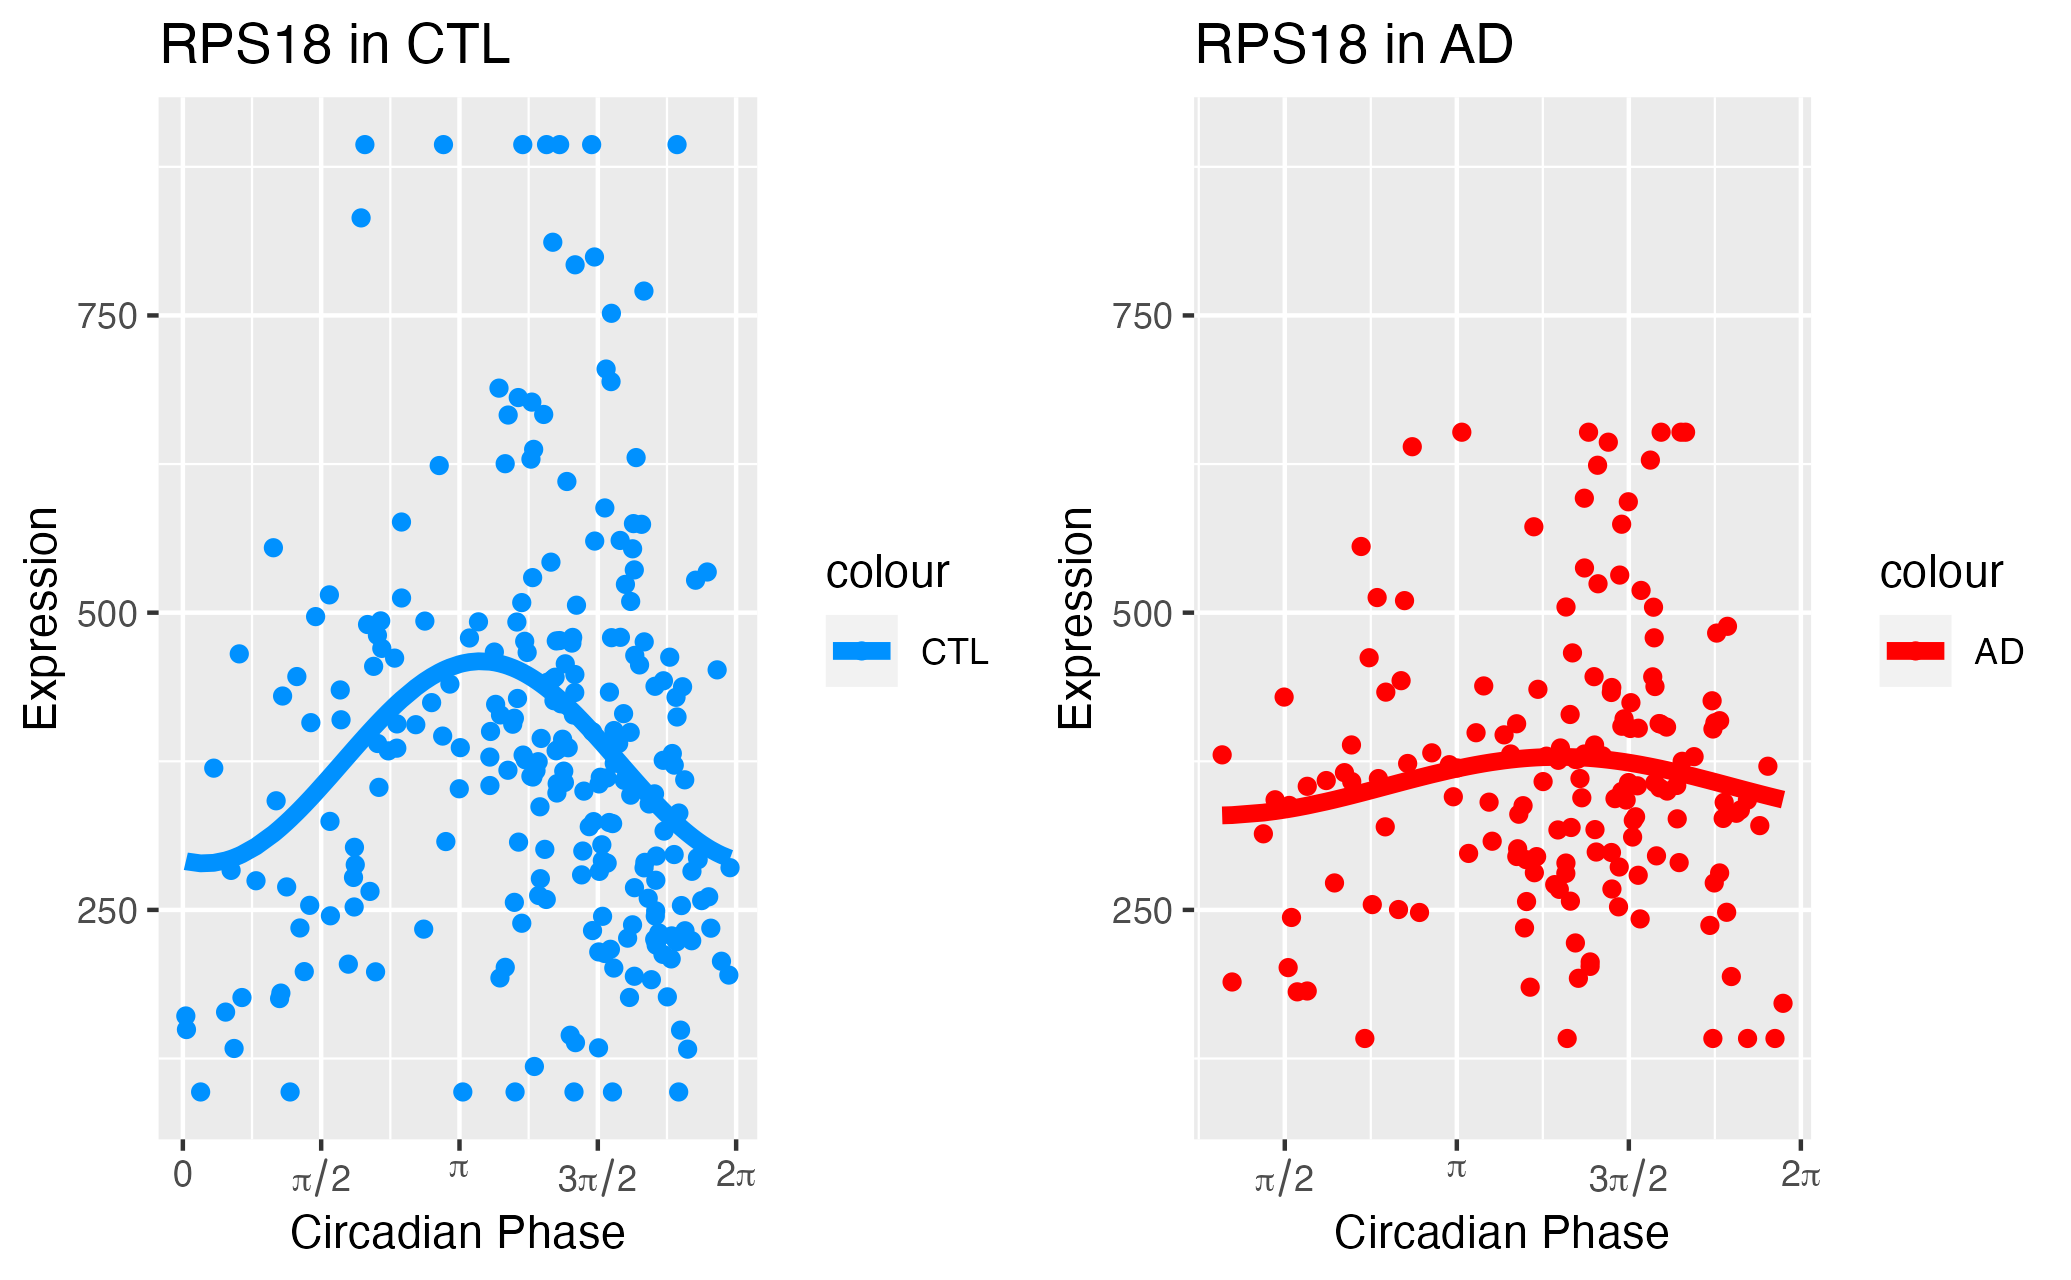 RPS18 in CTL
Expression
750
500
250
0
π/2
π
3π/2
2π
Circadian Phase
colour
CTL
RPS18 in AD
Expression
750
500
250
π/2
π
3π/2
2π
Circadian Phase
colour
AD